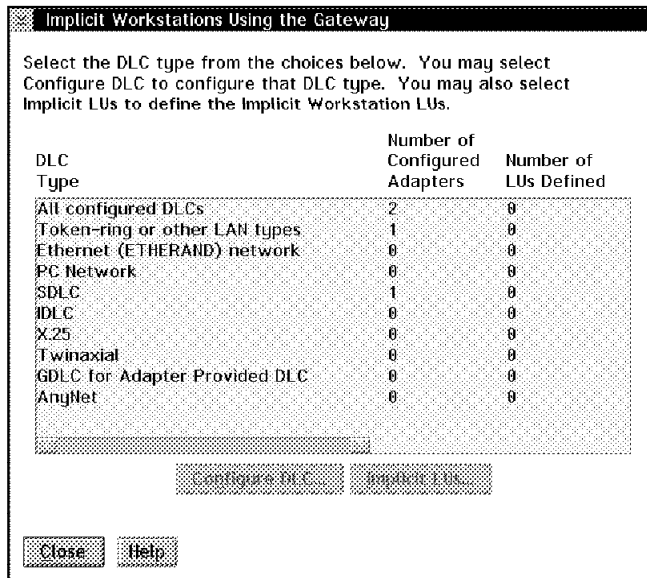 Implicit Workstations Using the Gateway
Select the DLC type from the choices below. You may select
Configure DLC to configure that DLC type. You may also select
Implicit LUs to define the Implicit Workstation LUs.
Number of
DLC Configured Number of
Type Adapters LUs Defined
All configured DLCs 2 0
Token-ring or other LAN types 1 0
Ethernet (ETHERAND) network 0 0
PC Network 0 0
SDLC 1 0
IDLC 0 0
X.25 0 0
Twinaxial 0 0
GDLC for Adapter Provided DLC 0 0
AnyNet 0 0
Configure DLC... Implicit LUs...
Close Help